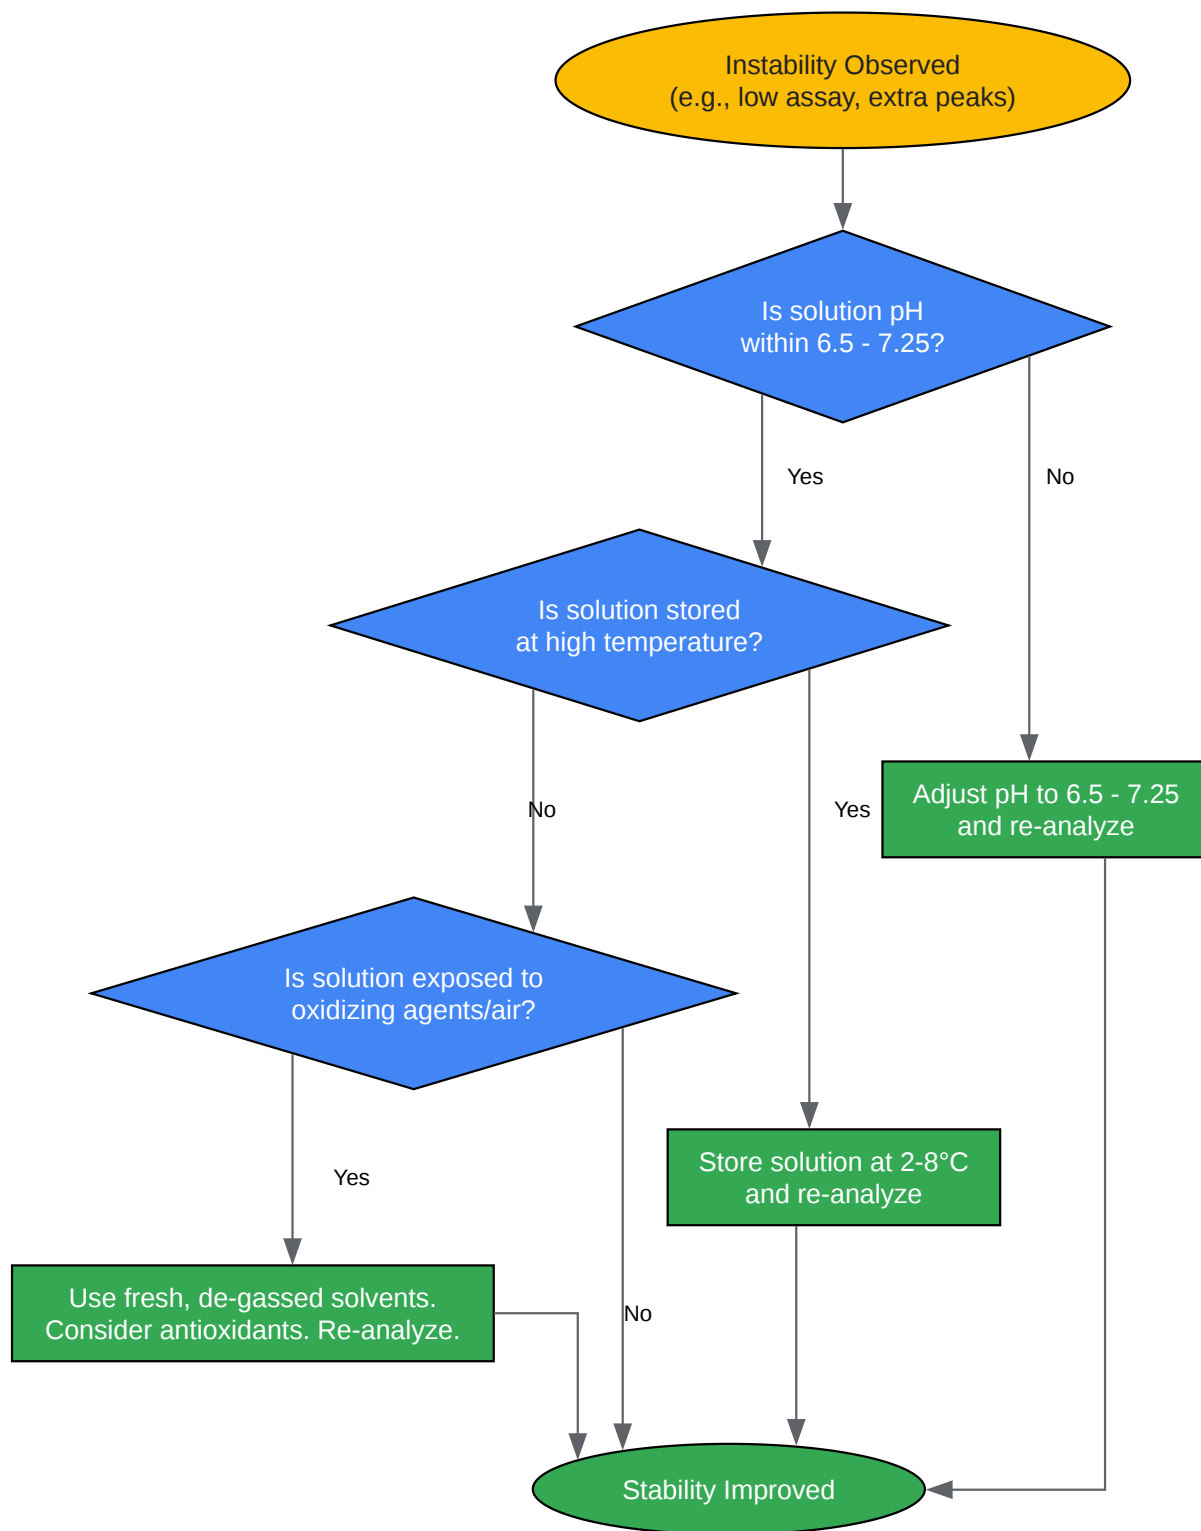 Instability Observed
(e.g., low assay, extra peaks)
Is solution pH
within 6.5 - 7.25?
Yes
No
Is solution stored
at high temperature?
No
Yes
Adjust pH to 6.5 - 7.25
and re-analyze
Is solution exposed to
oxidizing agents/air?
Yes
No
Store solution at 2-8°C
and re-analyze
Use fresh, de-gassed solvents.
Consider antioxidants. Re-analyze.
Stability Improved